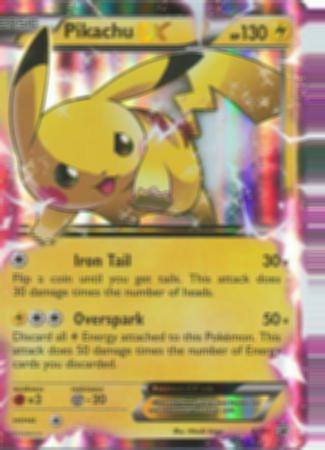 Pikachu
HP130
Iron Tail 30×
Flip a coin until you get tails. This attack does
30 damage times the number of heads.
Overspark 50×
Discard all Energy attached to this Pokémon. This
attack does 50 damage times the number of Energy
cards you discarded.
weakness ×2
resistance -20
retreat